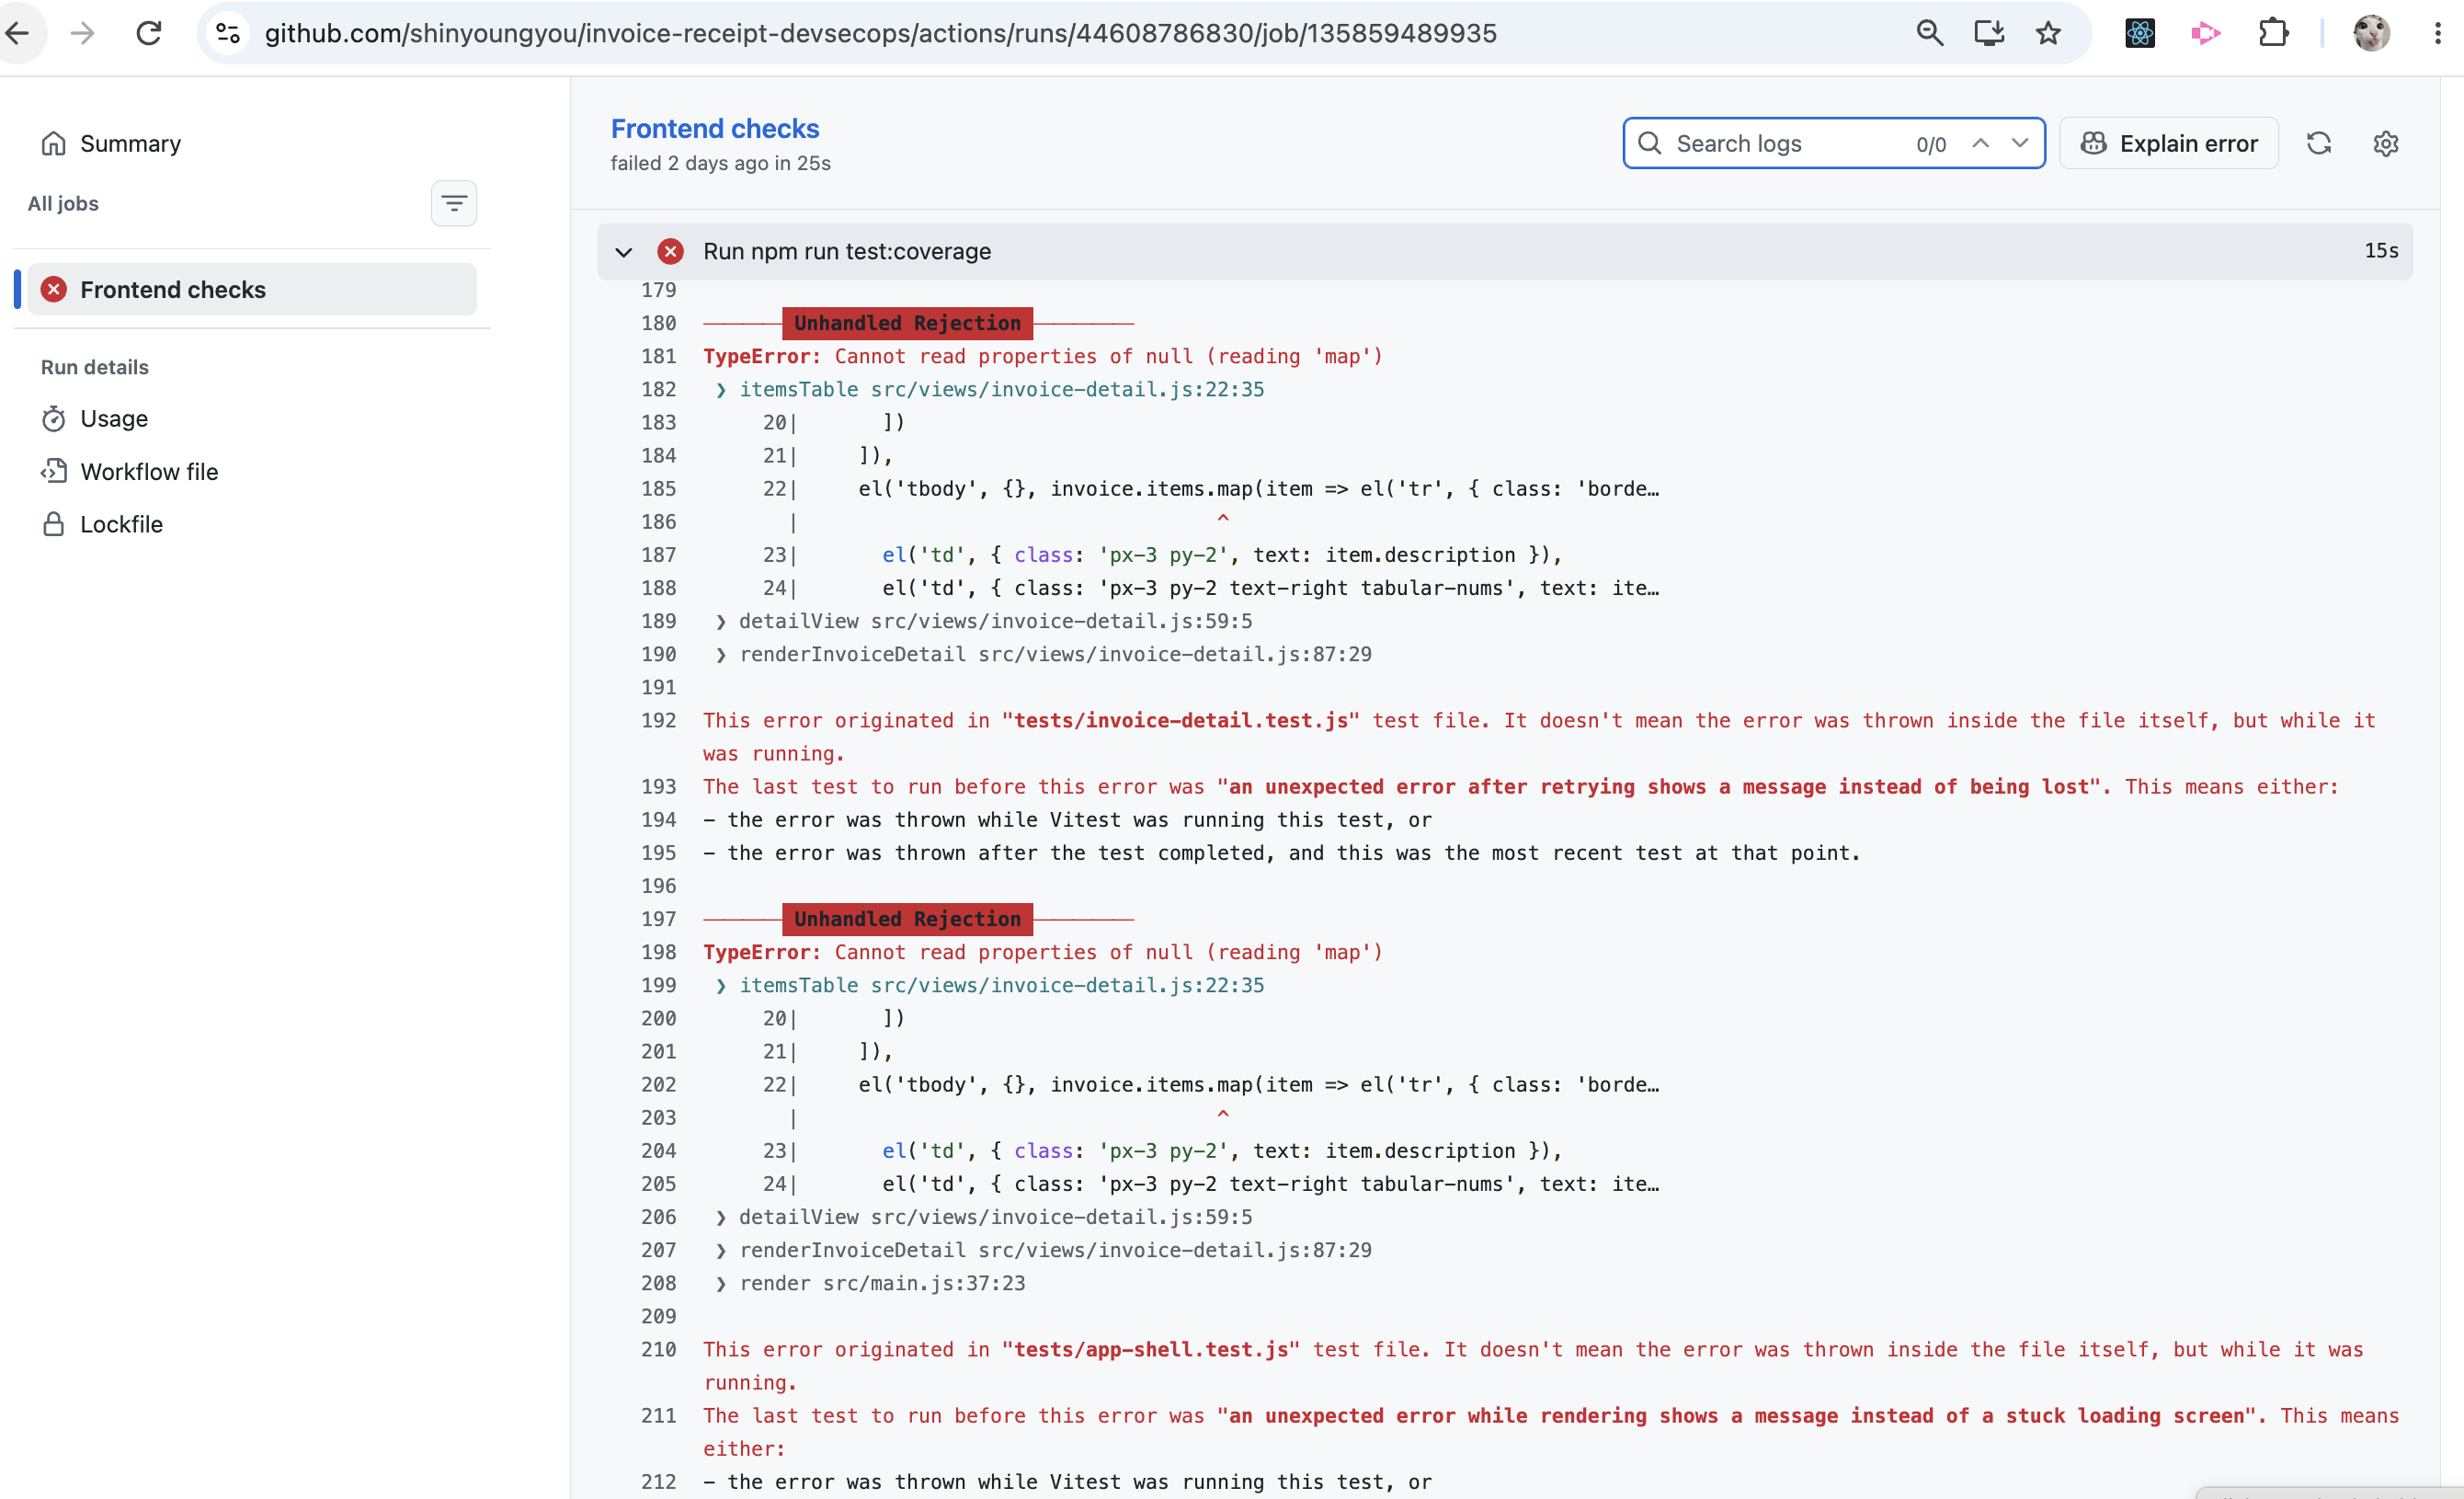 github.com/shinyoungyou/invoice-receipt-devsecops/actions/runs/44608786830/job/135859489935
Summary
All jobs
Frontend checks
Run details
Usage
Workflow file
Lockfile
Frontend checks
failed 2 days ago in 25s
Search logs
0/0
Explain error
Run npm run test:coverage
15s
179
180 Unhandled Rejection
181 TypeError: Cannot read properties of null (reading 'map')
182 ❯ itemsTable src/views/invoice-detail.js:22:35
183 20| ])
184 21| ]),
185 22| el('tbody', {}, invoice.items.map(item => el('tr', { class: 'borde…
186 | ^
187 23| el('td', { class: 'px-3 py-2', text: item.description }),
188 24| el('td', { class: 'px-3 py-2 text-right tabular-nums', text: ite…
189 ❯ detailView src/views/invoice-detail.js:59:5
190 ❯ renderInvoiceDetail src/views/invoice-detail.js:87:29
191
192 This error originated in "tests/invoice-detail.test.js" test file. It doesn't mean the error was thrown inside the file itself, but while it
was running.
193 The last test to run before this error was "an unexpected error after retrying shows a message instead of being lost". This means either:
194 – the error was thrown while Vitest was running this test, or
195 – the error was thrown after the test completed, and this was the most recent test at that point.
196
197 Unhandled Rejection
198 TypeError: Cannot read properties of null (reading 'map')
199 ❯ itemsTable src/views/invoice-detail.js:22:35
200 20| ])
201 21| ]),
202 22| el('tbody', {}, invoice.items.map(item => el('tr', { class: 'borde…
203 | ^
204 23| el('td', { class: 'px-3 py-2', text: item.description }),
205 24| el('td', { class: 'px-3 py-2 text-right tabular-nums', text: ite…
206 ❯ detailView src/views/invoice-detail.js:59:5
207 ❯ renderInvoiceDetail src/views/invoice-detail.js:87:29
208 ❯ render src/main.js:37:23
209
210 This error originated in "tests/app-shell.test.js" test file. It doesn't mean the error was thrown inside the file itself, but while it was
running.
211 The last test to run before this error was "an unexpected error while rendering shows a message instead of a stuck loading screen". This means
either:
212 – the error was thrown while Vitest was running this test, or